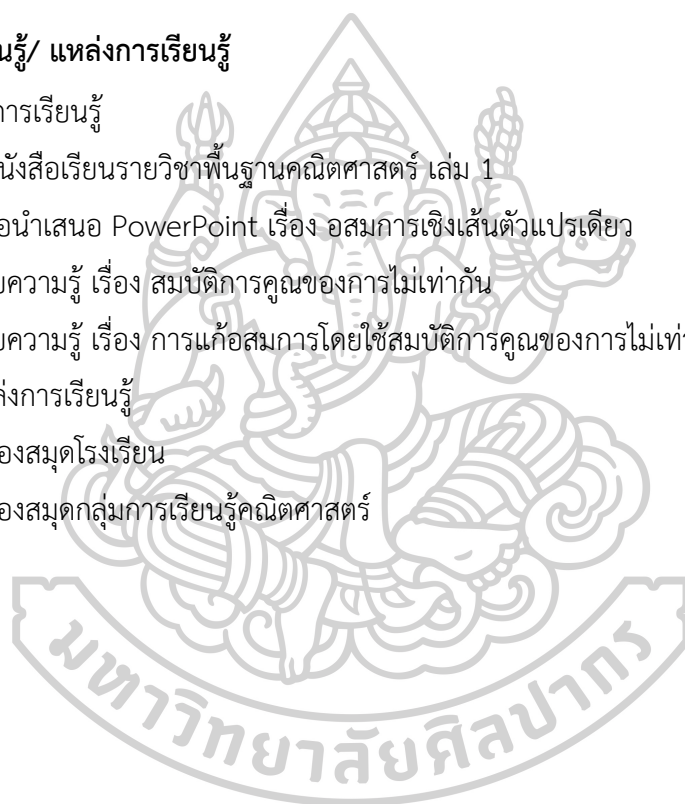 นรู้/ แหล่งการเรียนรู้
การเรียนรู้
นังสือเรียนรายวิชาพื้นฐานคณิตศาสตร์ เล่ม 1
อนำเสนอ PowerPoint เรื่อง อสมการเชิงเส้นตัวแปรเดียว
บความรู้ เรื่อง สมบัติการคูณของการไม่เท่ากัน
บความรู้ เรื่อง การแก้อสมการโดยใช้สมบัติการคูณของการไม่เท่า
ล่งการเรียนรู้
องสมุดโรงเรียน
องสมุดกลุ่มการเรียนรู้คณิตศาสตร์
มหาวิทยาลัยศิลปากร